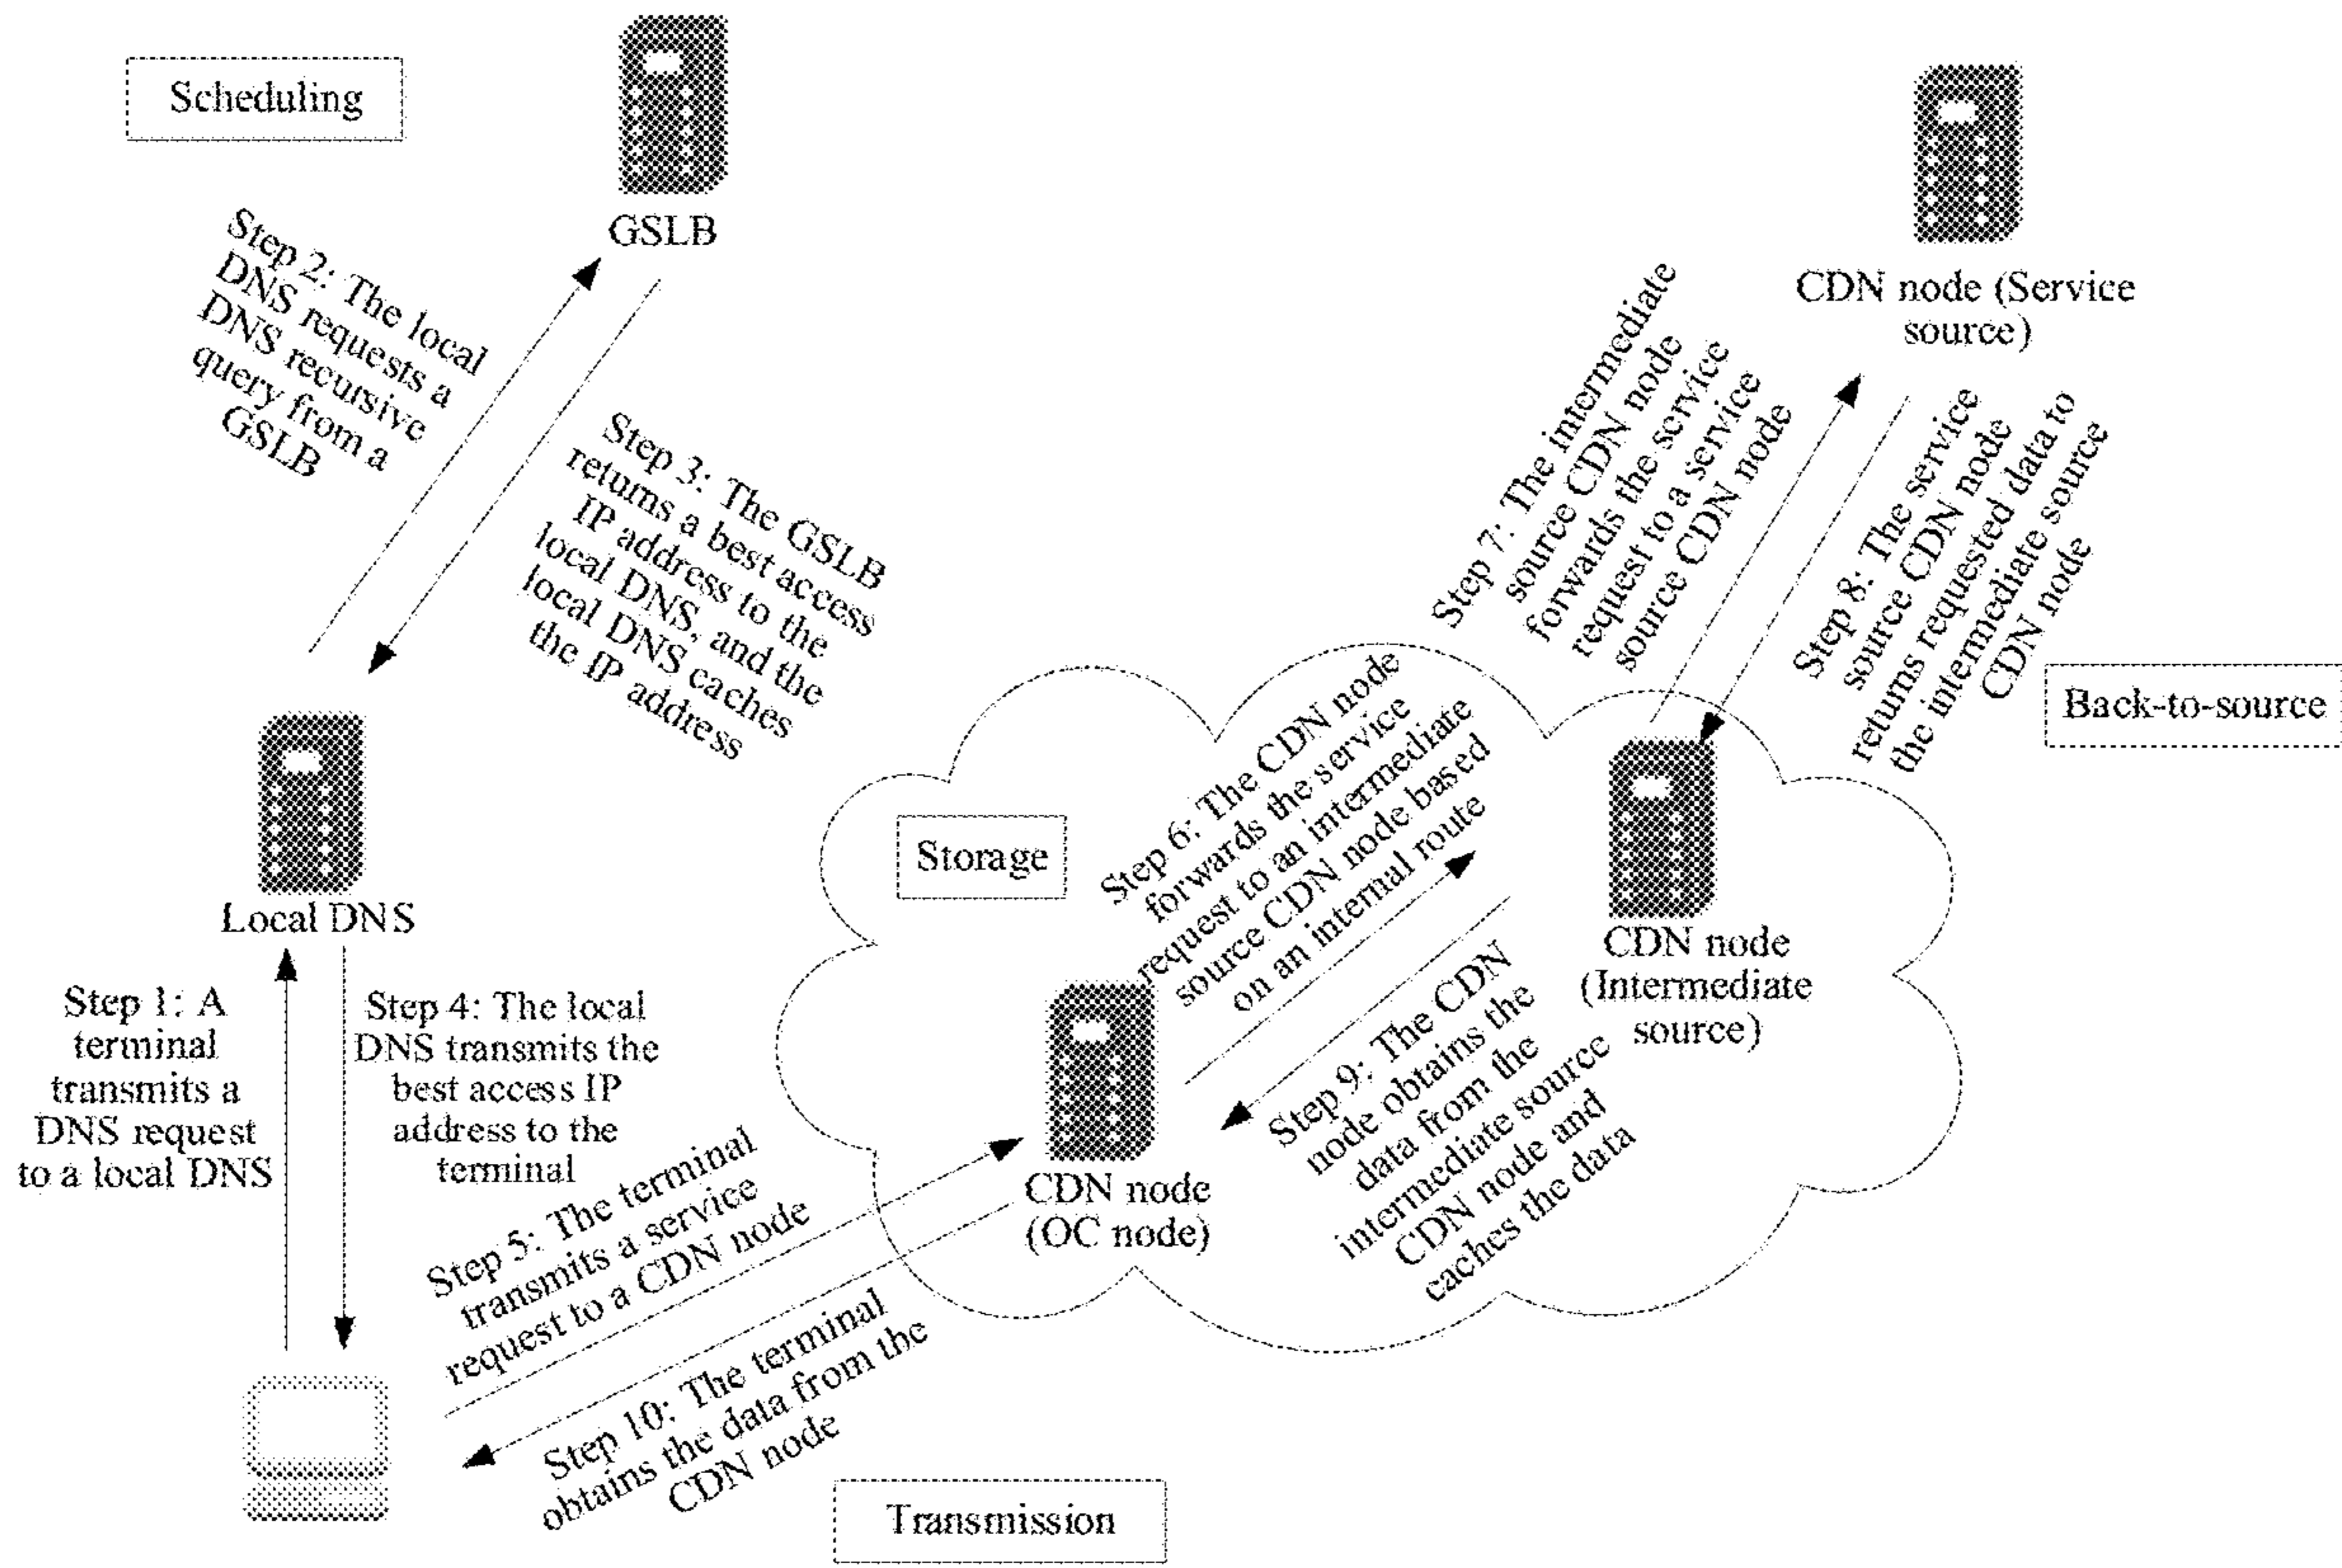 Scheduling
GSLB
Step 2: The local
DNS requests a
DNS recursive
query from a
GSLB
Step 3: The GSLB
returns a best access
IP address to the
local DNS, and the
local DNS caches
the IP address
Local DNS
Step 1: A
terminal
transmits a
DNS request
to a local DNS
Step 4: The local
DNS transmits the
best access IP
address to the
terminal
Step 5: The terminal
transmits a service
request to a CDN node
Step 10: The terminal
obtains the data from the
CDN node
Transmission
Storage
CDN node
(OC node)
Step 6: The CDN node
forwards the service
request to an intermediate
source CDN node based
on an internal route
Step 9: The CDN
node obtains the
data from the
intermediate source
CDN node and
caches the data
CDN node
(Intermediate
source)
Step 7: The intermediate
source CDN node
forwards the service
request to a service
source CDN node
Step 8: The service
source CDN node
returns requested data to
the intermediate source
CDN node
CDN node (Service
source)
Back-to-source